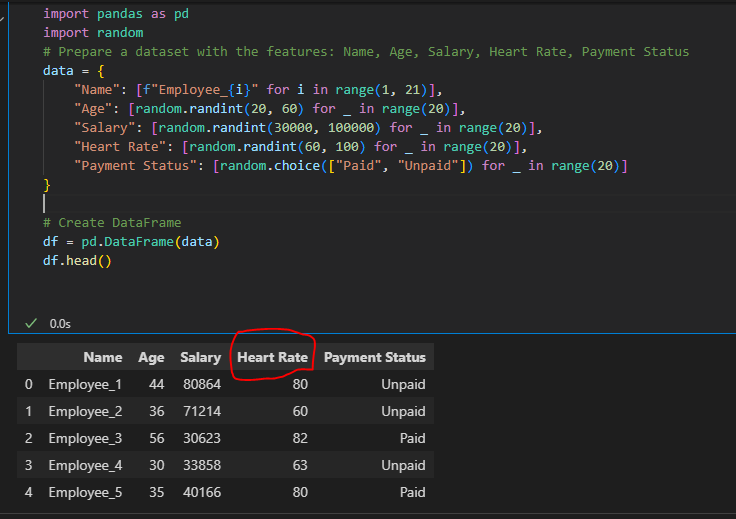 import pandas as pd
import random
# Prepare a dataset with the features: Name, Age, Salary, Heart Rate, Payment Status
data = {
    "Name": [f"Employee_{i}" for i in range(1, 21)],
    "Age": [random.randint(20, 60) for _ in range(20)],
    "Salary": [random.randint(30000, 100000) for _ in range(20)],
    "Heart Rate": [random.randint(60, 100) for _ in range(20)],
    "Payment Status": [random.choice(["Paid", "Unpaid"]) for _ in range(20)]
}
# Create DataFrame
df = pd.DataFrame(data)
df.head()
0.0s
Name Age Salary Heart Rate Payment Status
0 Employee_1 44 80864 80 Unpaid
1 Employee_2 36 71214 60 Unpaid
2 Employee_3 56 30623 82 Paid
3 Employee_4 30 33858 63 Unpaid
4 Employee_5 35 40166 80 Paid